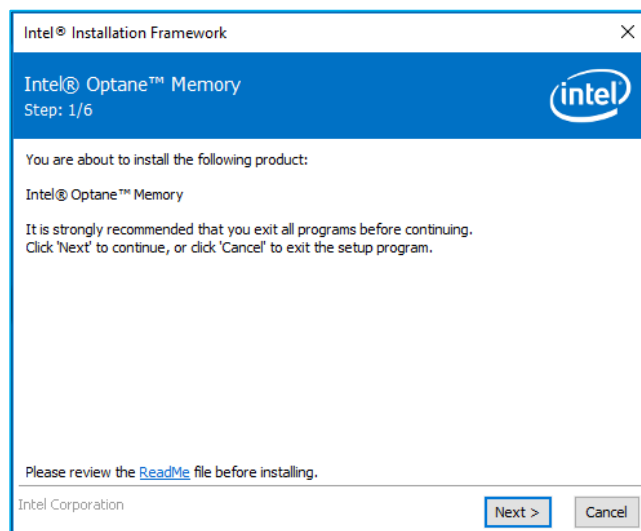 Intel® Installation Framework
Intel® Optane™ Memory
Step: 1/6
intel
You are about to install the following product:
Intel® Optane™ Memory
It is strongly recommended that you exit all programs before continuing.
Click 'Next' to continue, or click 'Cancel' to exit the setup program.
Please review the ReadMe file before installing.
Intel Corporation
Next >
Cancel